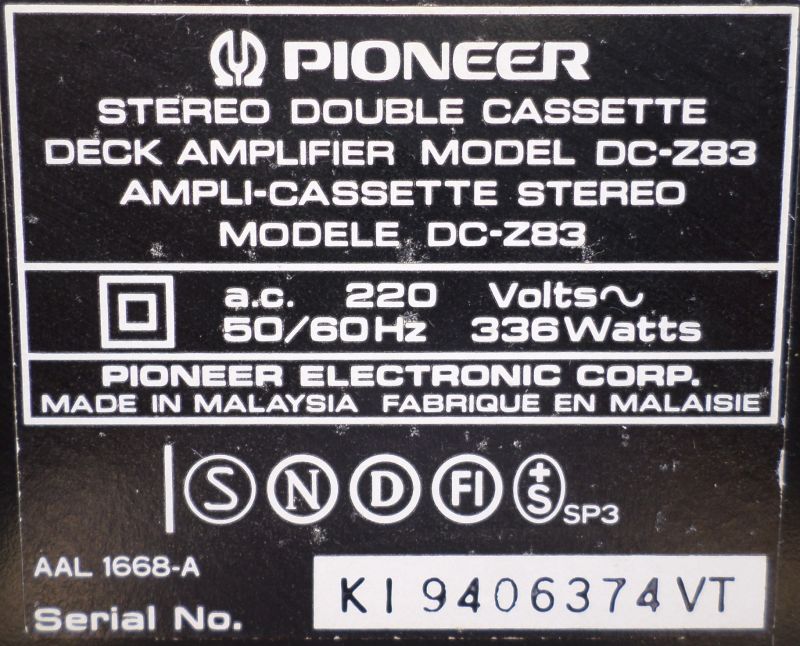 PIONEER
STEREO DOUBLE CASSETTE
DECK AMPLIFIER MODEL DC-Z83
AMPLI-CASSETTE STEREO
MODELE DC-Z83
a.c. 220 Volts∿
50/60Hz 336Watts
PIONEER ELECTRONIC CORP.
MADE IN MALAYSIA FABRIQUE EN MALAISIE
S N D FI +S SP3
AAL 1668-A
Serial No. KI9406374VT